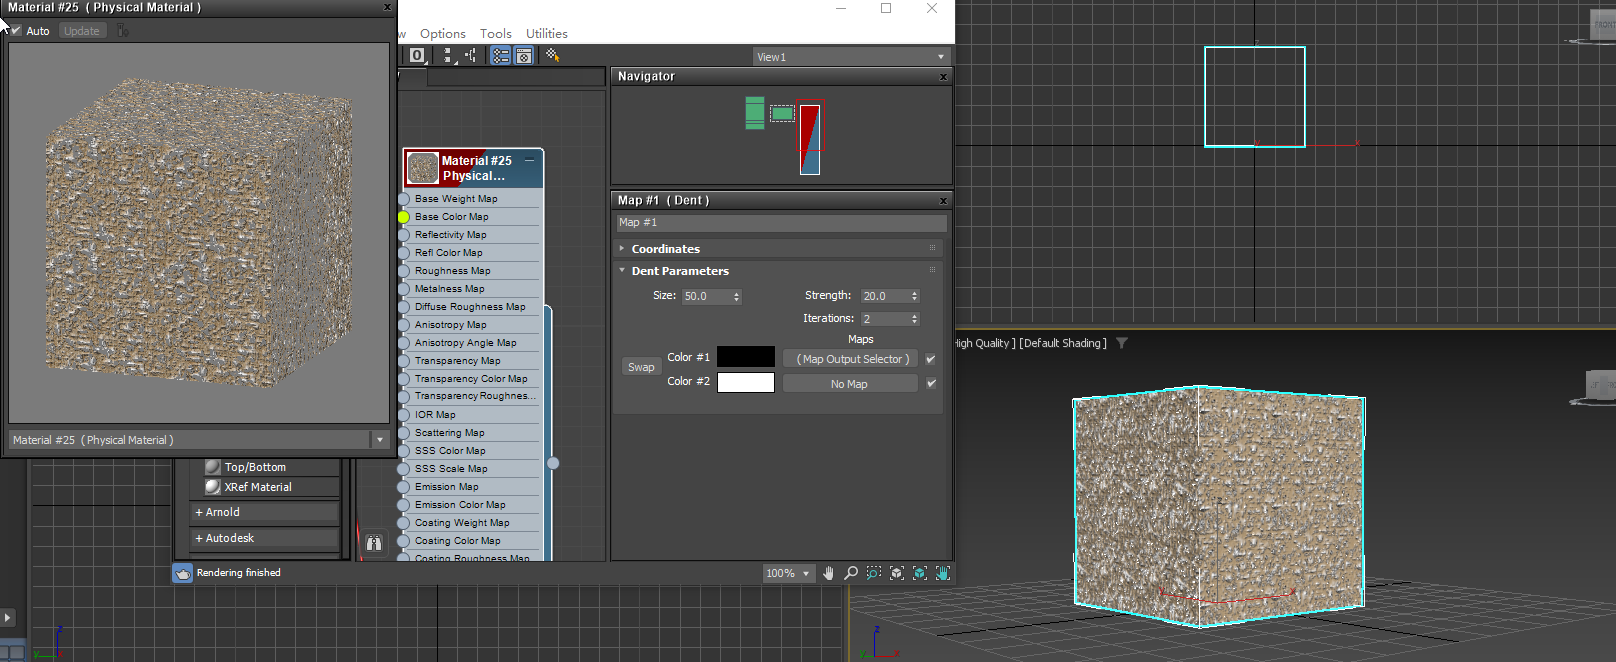 Material #25  ( Physical Material )
Auto
Update
Options
Tools
Utilities
View1
Navigator
Material #25
Physical...
Base Weight Map
Base Color Map
Reflectivity Map
Refl Color Map
Roughness Map
Metalness Map
Diffuse Roughness Map
Anisotropy Map
Anisotropy Angle Map
Transparency Map
Transparency Color Map
Transparency Roughnes...
IOR Map
Scattering Map
SSS Color Map
SSS Scale Map
Emission Map
Emission Color Map
Coating Weight Map
Coating Color Map
Coating Roughness Map
Map #1  ( Dent )
Map #1
Coordinates
Dent Parameters
Size: 50.0
Strength: 20.0
Iterations: 2
Maps
Swap
Color #1
( Map Output Selector )
Color #2
No Map
Material #25  ( Physical Material )
Top/Bottom
XRef Material
+ Arnold
+ Autodesk
Rendering finished
100%
FRONT
High Quality ] [Default Shading ]
z
y
x
z
y
x